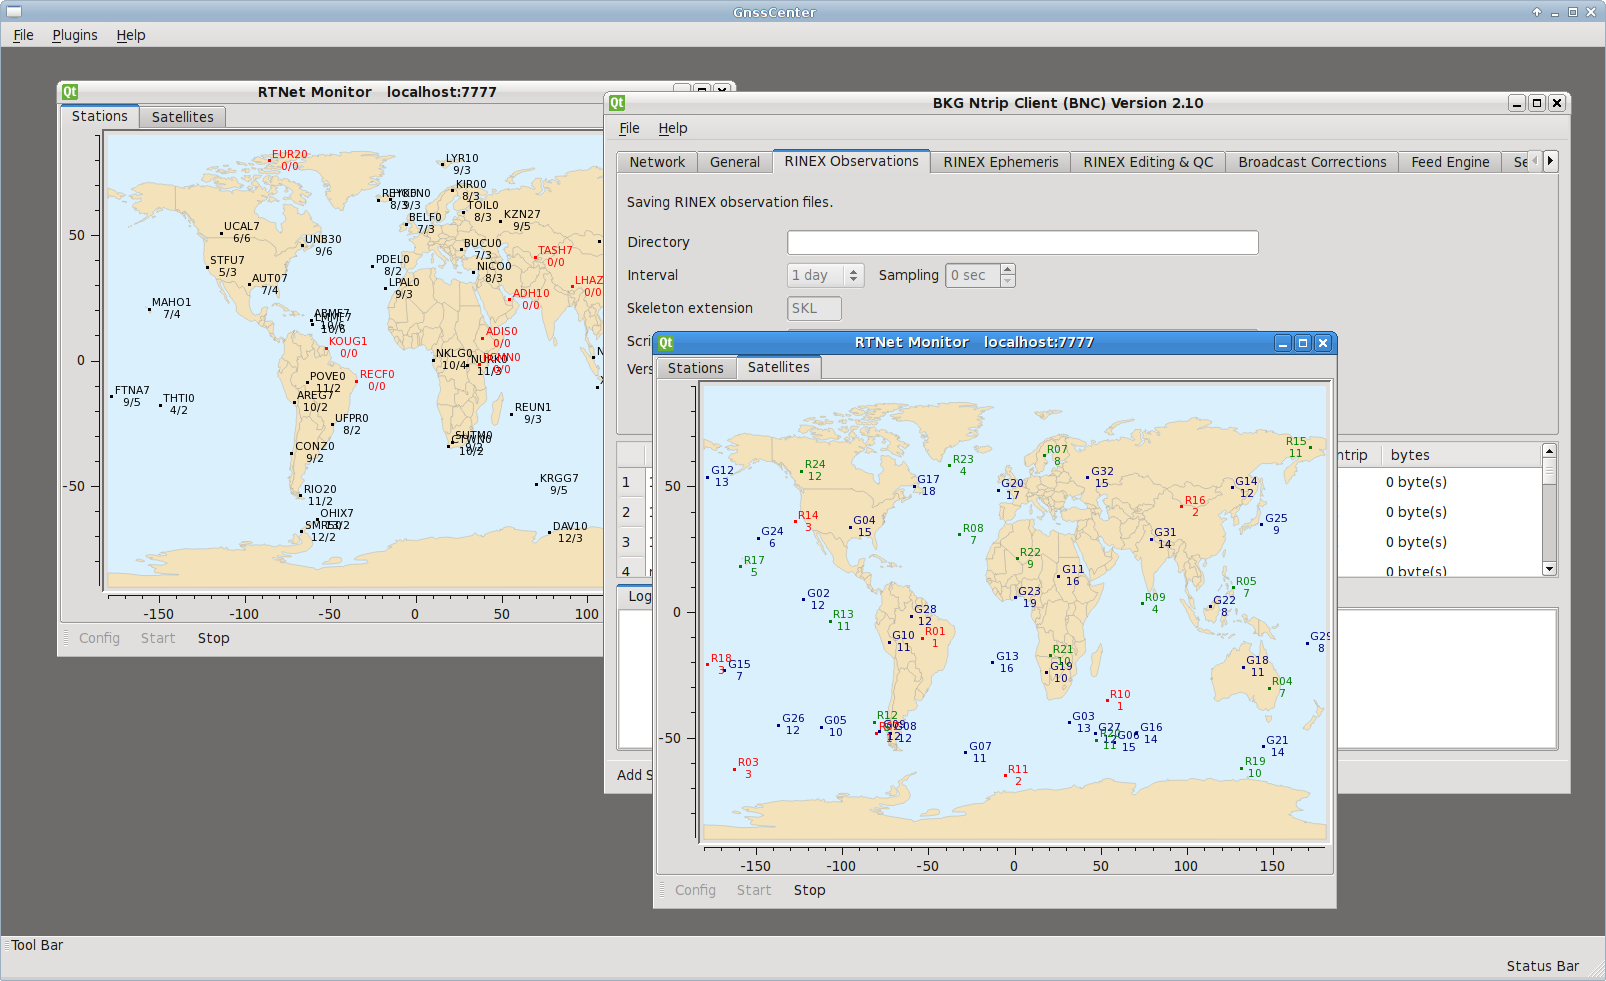 GnssCenter
File Plugins Help
Qt RTNet Monitor localhost:7777
Stations Satellites
EUR20
0/0
LYR10
9/3
KIR00
8/3
8/3
9/3
TOIL0
8/3
BELF0
7/3
KZN27
9/5
UCAL7
6/6
UNB30
9/6
BUCU0
7/3
TASH7
0/0
STFU7
5/3
PDEL0
8/2
NICO0
8/3
AUT07
7/4
LPAL0
9/3
LHAZ
0/0
ADH10
0/0
MAHO1
7/4
10/6
ADIS0
0/0
KOUG1
0/0
NKLG0
10/4
NURK0
11/3
0/0
POVE0
11/2
RECF0
0/0
FTNA7
9/5
THTI0
4/2
AREG7
10/2
REUN1
9/3
UFPR0
8/2
SUTM0
10/2
CONZ0
9/2
KRGG7
9/5
RIO20
11/2
OHIX7
12/2
DAV10
12/3
50
0
-50
-150 -100 -50 0 50 100
Config Start Stop
Qt BKG Ntrip Client (BNC) Version 2.10
File Help
Network General RINEX Observations RINEX Ephemeris RINEX Editing & QC Broadcast Corrections Feed Engine Se
Saving RINEX observation files.
Directory
Interval 1 day Sampling 0 sec
Skeleton extension SKL
Scri
Vers
ntrip bytes
1 0 byte(s)
2 0 byte(s)
3 0 byte(s)
4 0 byte(s)
Log
Add S
Qt RTNet Monitor localhost:7777
Stations Satellites
R15
11
R07
8
R23
4
R24
12
G12
13
G32
15
G17
18
G20
17
G14
12
R16
2
R14
3
G04
15
G25
9
G24
6
R08
7
G31
14
R22
9
R17
5
G11
16
R05
7
G02
12
G23
19
R09
4
G22
8
R13
11
G28
12
R01
1
G10
11
G29
8
R18
3
G15
7
G13
16
R21
10
G19
10
G18
11
R04
7
R10
1
G26
12
G05
10
R12
G09
12
G08
12
G03
13
G27
12
11
G06
15
G16
14
G07
11
G21
14
R03
3
R11
2
R19
10
50
0
-50
-150 -100 -50 0 50 100 150
Config Start Stop
Tool Bar
Status Bar